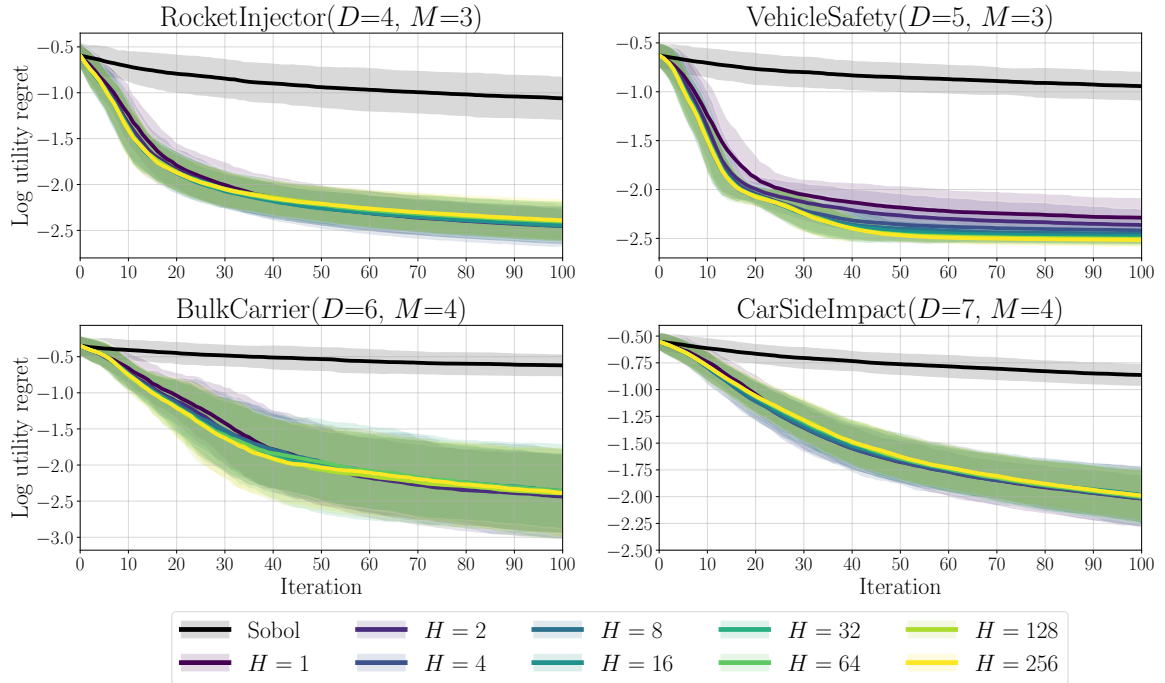 RocketInjector(D=4, M=3)
VehicleSafety(D=5, M=3)
Log utility regret
−0.5
−1.0
−1.5
−2.0
−2.5
0 10 20 30 40 50 60 70 80 90 100
−0.5
−1.0
−1.5
−2.0
−2.5
0 10 20 30 40 50 60 70 80 90 100
BulkCarrier(D=6, M=4)
CarSideImpact(D=7, M=4)
Log utility regret
−0.5
−1.0
−1.5
−2.0
−2.5
−3.0
0 10 20 30 40 50 60 70 80 90 100
Iteration
−0.50
−0.75
−1.00
−1.25
−1.50
−1.75
−2.00
−2.25
−2.50
0 10 20 30 40 50 60 70 80 90 100
Iteration
Sobol H = 2 H = 8 H = 32 H = 128
H = 1 H = 4 H = 16 H = 64 H = 256